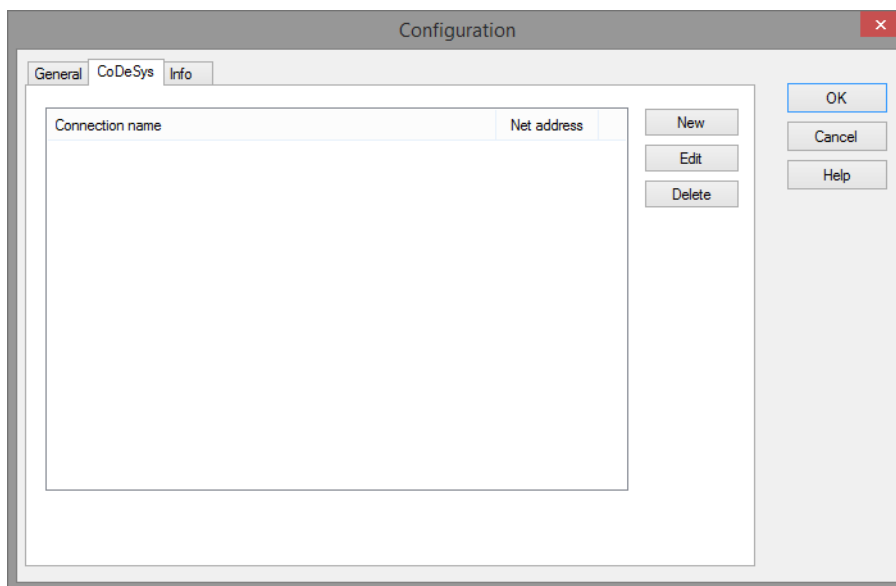 Configuration
General CoDeSys Info
Connection name Net address
New
Edit
Delete
OK
Cancel
Help